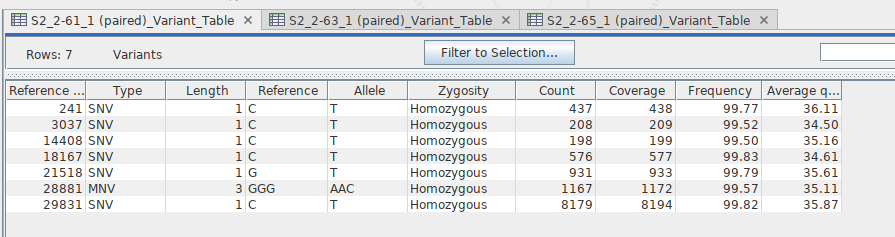 S2_2-61_1 (paired)_Variant_Table S2_2-63_1 (paired)_Variant_Table S2_2-65_1 (paired)_Variant_Table
Rows: 7 Variants Filter to Selection...
Reference ... Type Length Reference Allele Zygosity Count Coverage Frequency Average q...
241 SNV 1 C T Homozygous 437 438 99.77 36.11
3037 SNV 1 C T Homozygous 208 209 99.52 34.50
14408 SNV 1 C T Homozygous 198 199 99.50 35.16
18167 SNV 1 C T Homozygous 576 577 99.83 34.61
21518 SNV 1 G T Homozygous 931 933 99.79 35.61
28881 MNV 3 GGG AAC Homozygous 1167 1172 99.57 35.11
29831 SNV 1 C T Homozygous 8179 8194 99.82 35.87